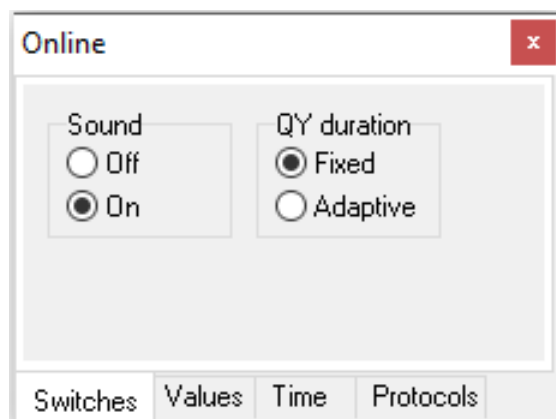 Online x
Sound QY duration
Off Fixed
On Adaptive
Switches Values Time Protocols